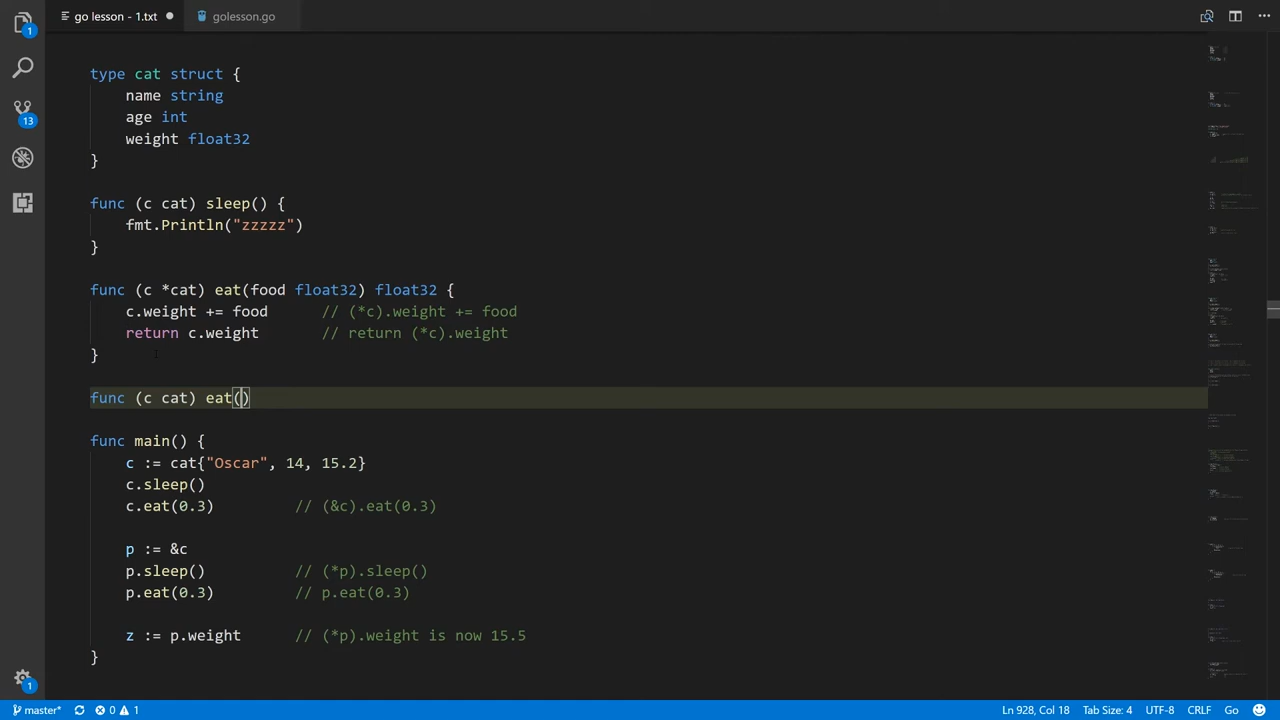 go lesson - 1.txt
golesson.go
1
13
type cat struct {
name string
age int
weight float32
}
func (c cat) sleep() {
fmt.Println("zzzzz")
}
func (c *cat) eat(food float32) float32 {
c.weight += food // (*c).weight += food
return c.weight // return (*c).weight
}
func (c cat) eat()
func main() {
c := cat{"Oscar", 14, 15.2}
c.sleep()
c.eat(0.3) // (&c).eat(0.3)
p := &c
p.sleep() // (*p).sleep()
p.eat(0.3) // p.eat(0.3)
z := p.weight // (*p).weight is now 15.5
}
1
master* 0 1 Ln 928, Col 18 Tab Size: 4 UTF-8 CRLF Go